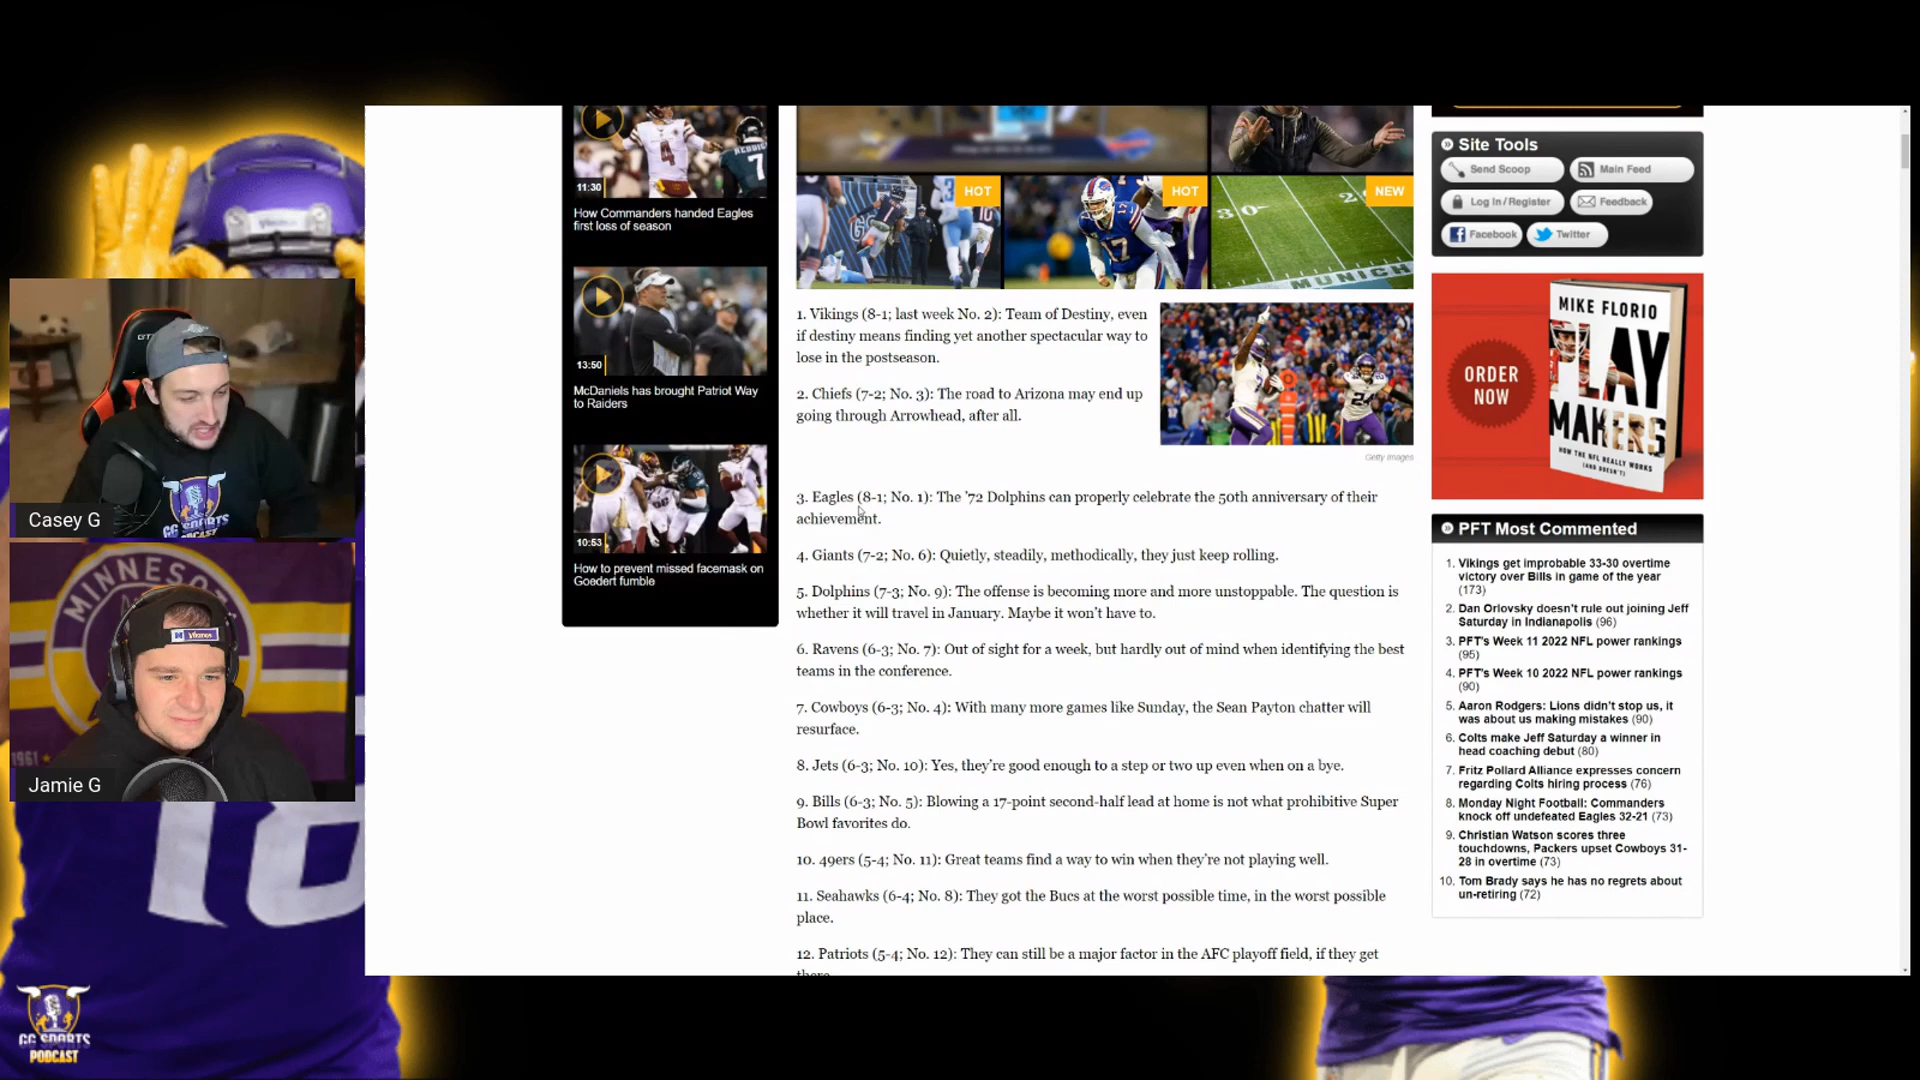 11:30
How Commanders handed Eagles
first loss of season
13:50
McDaniels has brought Patriot Way
to Raiders
10:53
How to prevent missed facemask on
Goedert fumble
HOT
HOT
NEW
MUNICH
1. Vikings (8-1; last week No. 2): Team of Destiny, even
if destiny means finding yet another spectacular way to
lose in the postseason.
2. Chiefs (7-2; No. 3): The road to Arizona may end up
going through Arrowhead, after all.
Getty Images
3. Eagles (8-1; No. 1): The '72 Dolphins can properly celebrate the 50th anniversary of their
achievement.
4. Giants (7-2; No. 6): Quietly, steadily, methodically, they just keep rolling.
5. Dolphins (7-3; No. 9): The offense is becoming more and more unstoppable. The question is
whether it will travel in January. Maybe it won't have to.
6. Ravens (6-3; No. 7): Out of sight for a week, but hardly out of mind when identifying the best
teams in the conference.
7. Cowboys (6-3; No. 4): With many more games like Sunday, the Sean Payton chatter will
resurface.
8. Jets (6-3; No. 10): Yes, they're good enough to a step or two up even when on a bye.
9. Bills (6-3; No. 5): Blowing a 17-point second-half lead at home is not what prohibitive Super
Bowl favorites do.
10. 49ers (5-4; No. 11): Great teams find a way to win when they're not playing well.
11. Seahawks (6-4; No. 8): They got the Bucs at the worst possible time, in the worst possible
place.
12. Patriots (5-4; No. 12): They can still be a major factor in the AFC playoff field, if they get
there.
Site Tools
Send Scoop
Main Feed
Log In / Register
Feedback
Facebook
Twitter
MIKE FLORIO
PLAY
MAKERS
HOW THE NFL REALLY WORKS
(AND DOESN'T)
ORDER
NOW
PFT Most Commented
1. Vikings get improbable 33-30 overtime
victory over Bills in game of the year
(173)
2. Dan Orlovsky doesn't rule out joining Jeff
Saturday in Indianapolis (96)
3. PFT's Week 11 2022 NFL power rankings
(95)
4. PFT's Week 10 2022 NFL power rankings
(90)
5. Aaron Rodgers: Lions didn't stop us, it
was about us making mistakes (90)
6. Colts make Jeff Saturday a winner in
head coaching debut (80)
7. Fritz Pollard Alliance expresses concern
regarding Colts hiring process (76)
8. Monday Night Football: Commanders
knock off undefeated Eagles 32-21 (73)
9. Christian Watson scores three
touchdowns, Packers upset Cowboys 31-
28 in overtime (73)
10. Tom Brady says he has no regrets about
un-retiring (72)
Casey G
GG SPORTS
PODCAST
MINNESO
1961
Vikings
Jamie G
18
GG SPORTS
PODCAST